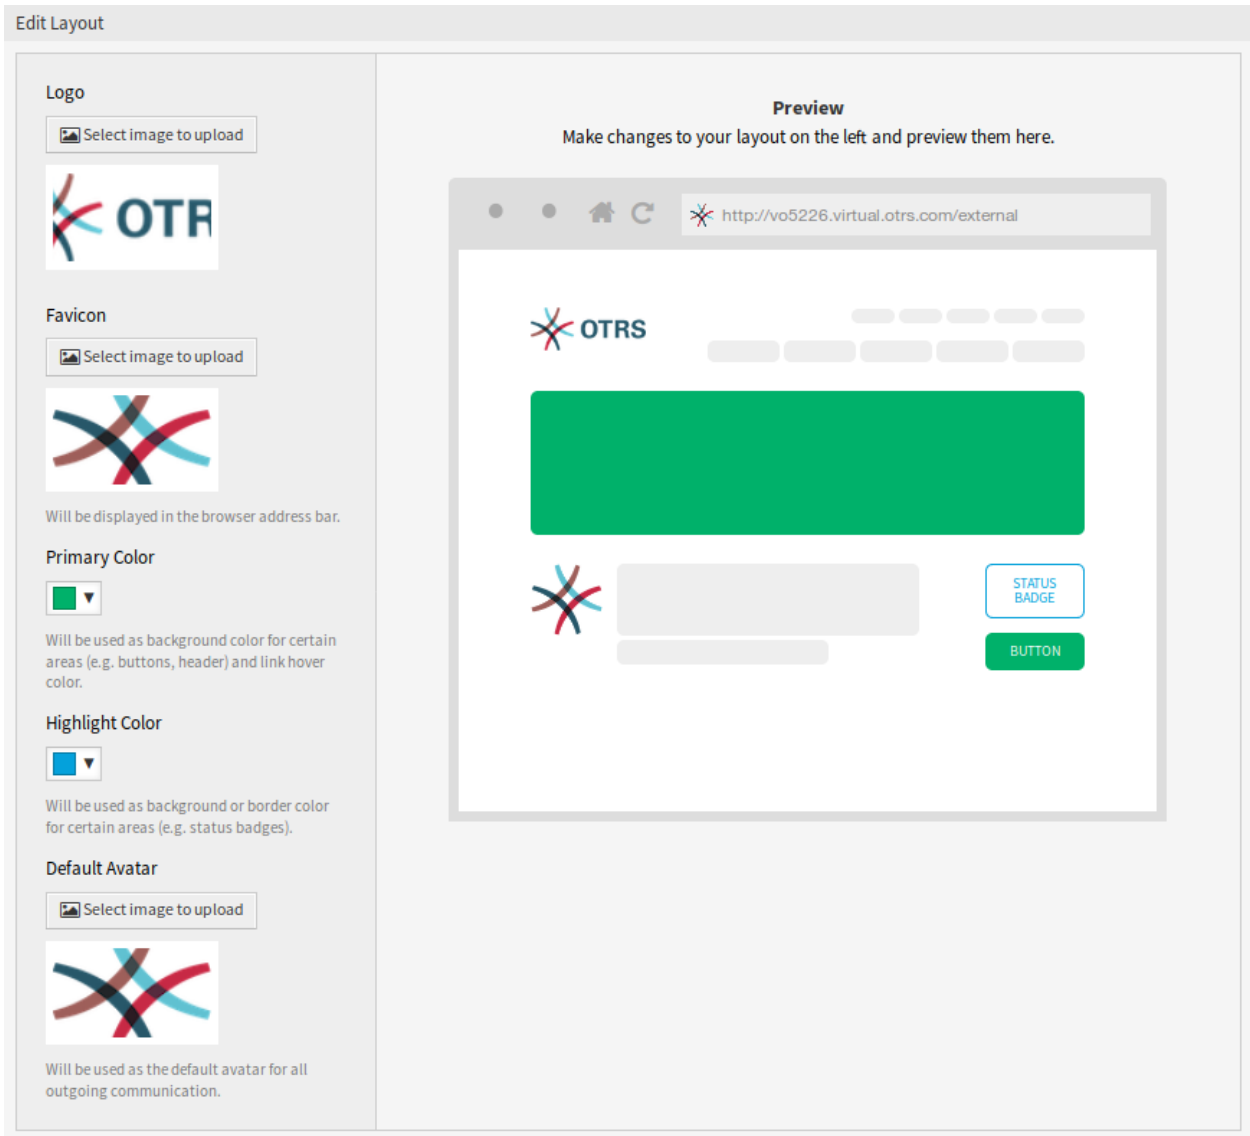 Edit Layout
Logo
Select image to upload
OTR
Favicon
Select image to upload
Will be displayed in the browser address bar.
Primary Color
▼
Will be used as background color for certain
areas (e.g. buttons, header) and link hover
color.
Highlight Color
▼
Will be used as background or border color
for certain areas (e.g. status badges).
Default Avatar
Select image to upload
Will be used as the default avatar for all
outgoing communication.
Preview
Make changes to your layout on the left and preview them here.
http://vo5226.virtual.otrs.com/external
OTRS
STATUS
BADGE
BUTTON